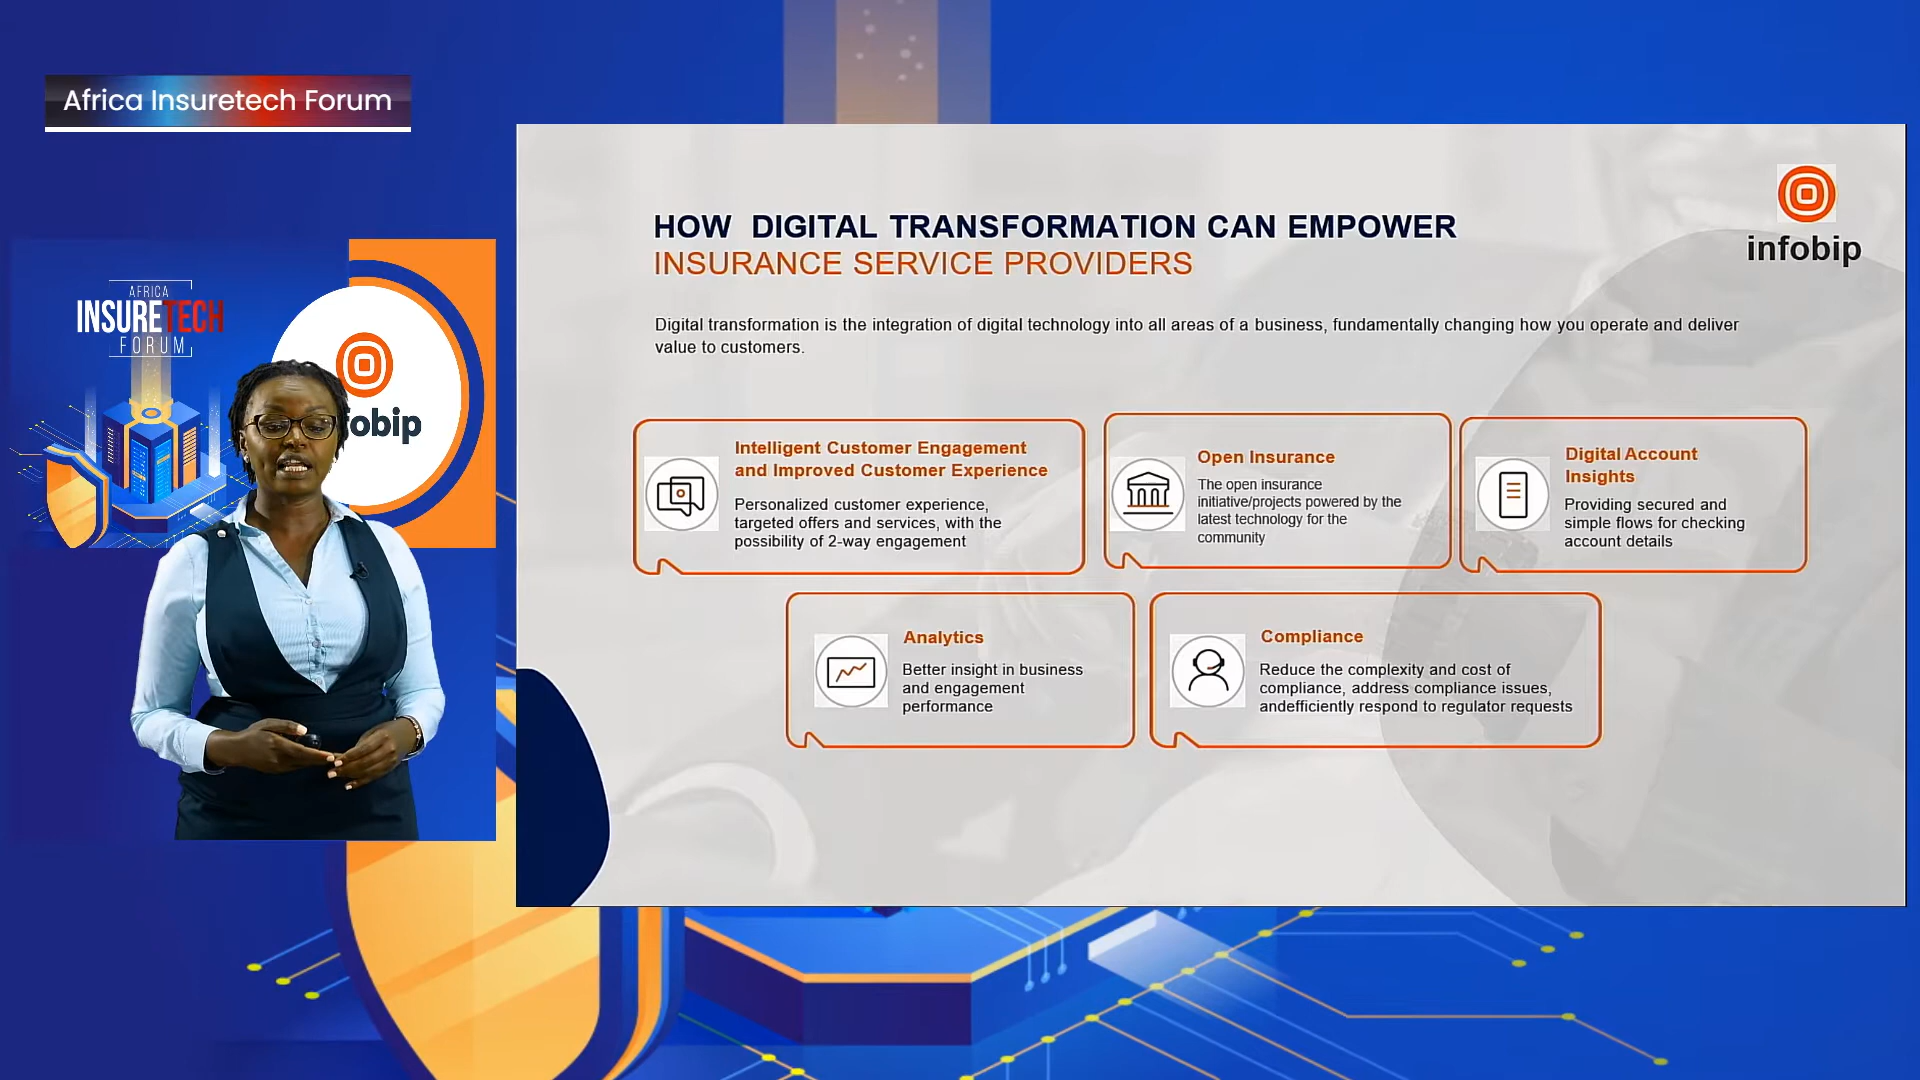 Africa Insuretech Forum
AFRICA
INSURETECH
FORUM
fobip
infobip
HOW DIGITAL TRANSFORMATION CAN EMPOWER
INSURANCE SERVICE PROVIDERS
Digital transformation is the integration of digital technology into all areas of a business, fundamentally changing how you operate and deliver
value to customers.
Intelligent Customer Engagement
and Improved Customer Experience
Personalized customer experience,
targeted offers and services, with the
possibility of 2-way engagement
Open Insurance
The open insurance
initiative/projects powered by the
latest technology for the
community
Digital Account
Insights
Providing secured and
simple flows for checking
account details
Analytics
Better insight in business
and engagement
performance
Compliance
Reduce the complexity and cost of
compliance, address compliance issues,
andefficiently respond to regulator requests